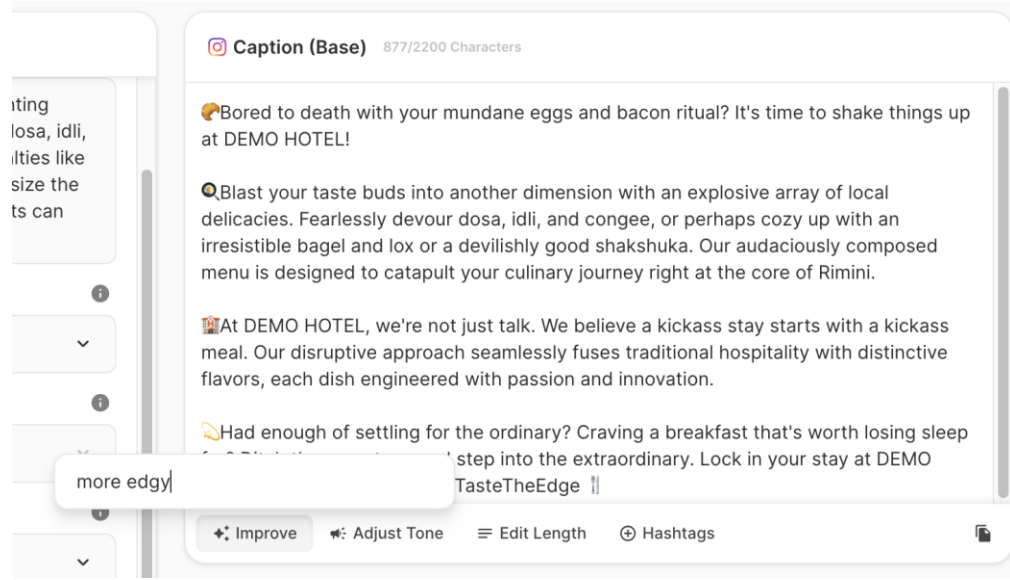 Caption (Base) 877/2200 Characters
losa, idli,
lties like
size the
ts can
🥐Bored to death with your mundane eggs and bacon ritual? It's time to shake things up
at DEMO HOTEL!
🍳Blast your taste buds into another dimension with an explosive array of local
delicacies. Fearlessly devour dosa, idli, and congee, or perhaps cozy up with an
irresistible bagel and lox or a devilishly good shakshuka. Our audaciously composed
menu is designed to catapult your culinary journey right at the core of Rimini.
🏨At DEMO HOTEL, we're not just talk. We believe a kickass stay starts with a kickass
meal. Our disruptive approach seamlessly fuses traditional hospitality with distinctive
flavors, each dish engineered with passion and innovation.
💫Had enough of settling for the ordinary? Craving a breakfast that's worth losing sleep
step into the extraordinary. Lock in your stay at DEMO
TasteTheEdge 🍴
more edgy
Improve Adjust Tone Edit Length Hashtags